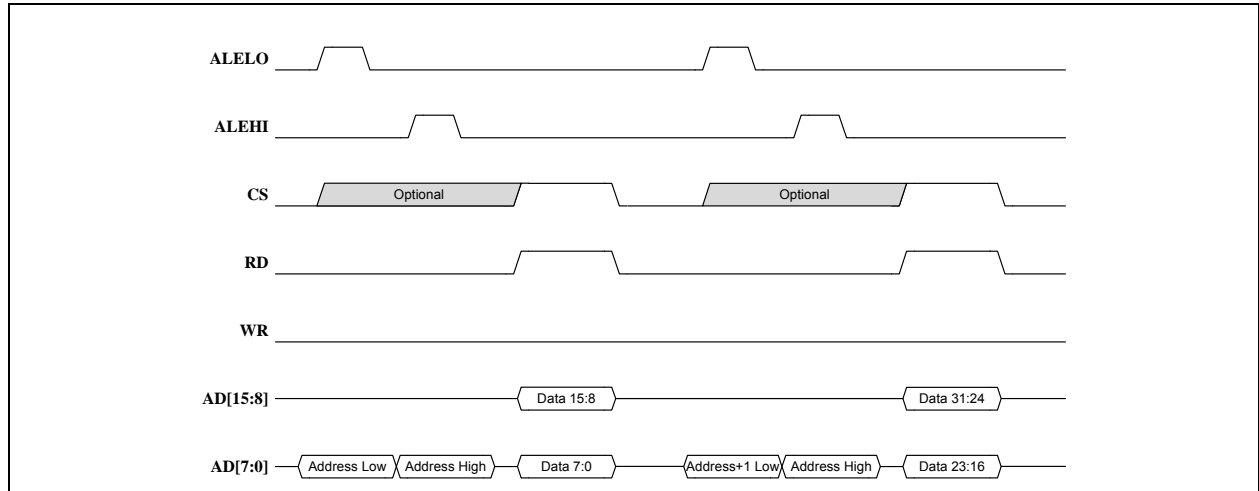 ALELO
ALEHI
CS Optional Optional
RD
WR
AD[15:8] Data 15:8 Data 31:24
AD[7:0] Address Low Address High Data 7:0 Address+1 Low Address High Data 23:16